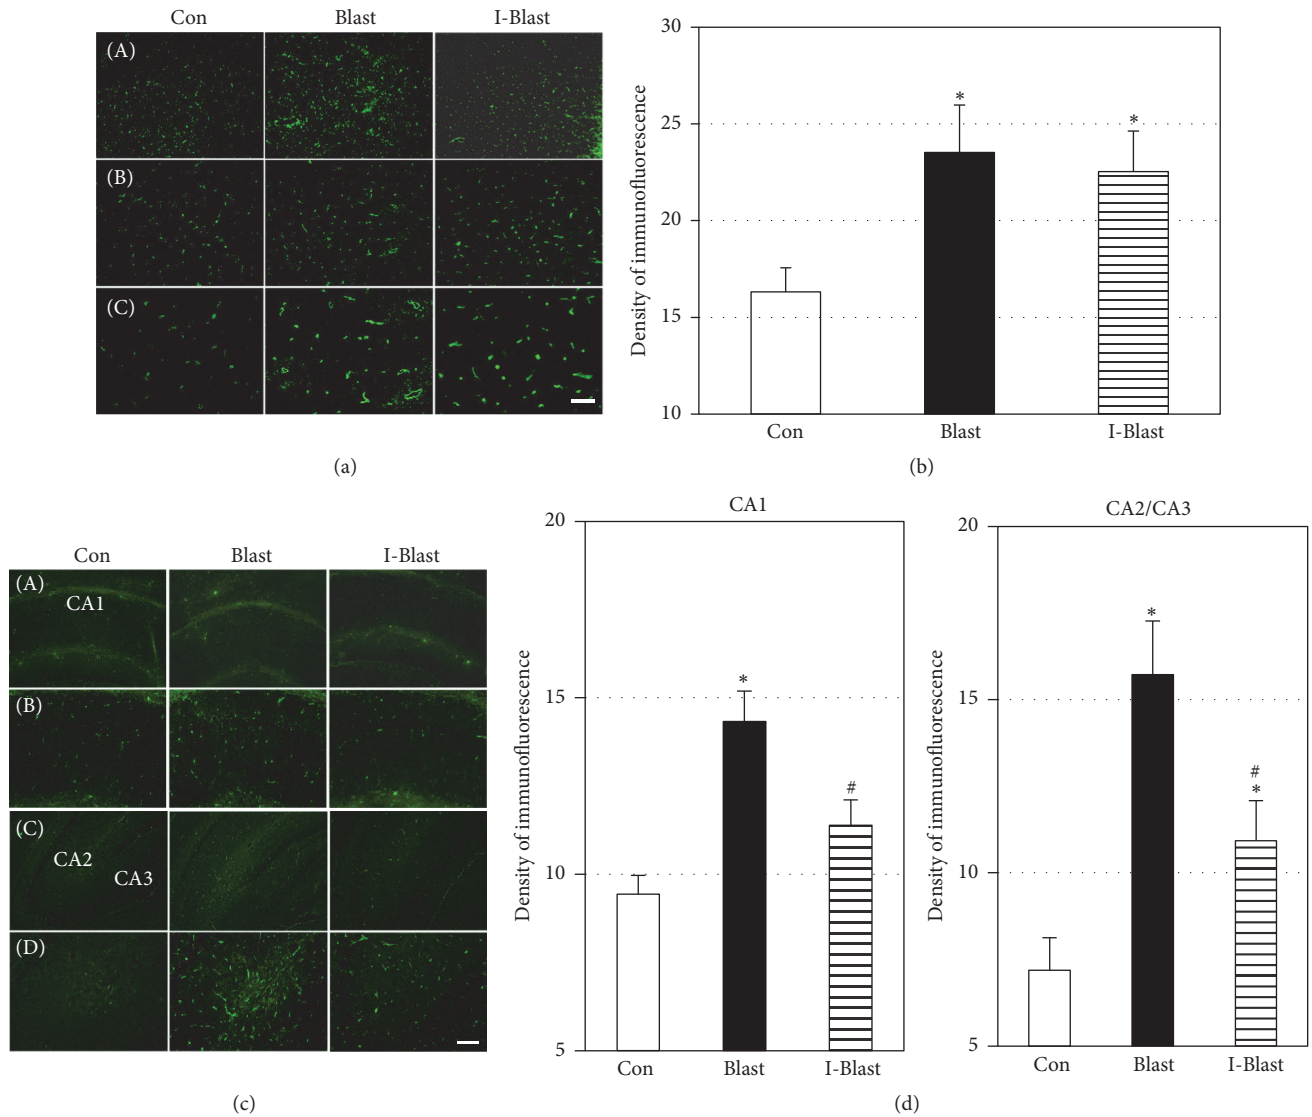 Con Blast I-Blast
(A)
(B)
(C)
(a)
30
25
20
15
10
Density of immunofluorescence
*
*
Con Blast I-Blast
(b)
Con Blast I-Blast
(A)
CA1
(B)
(C)
CA2
CA3
(D)
(c)
CA1
20
15
10
5
Density of immunofluorescence
*
#
Con Blast I-Blast
CA2/CA3
20
15
10
5
Density of immunofluorescence
*
#
*
Con Blast I-Blast
(d)